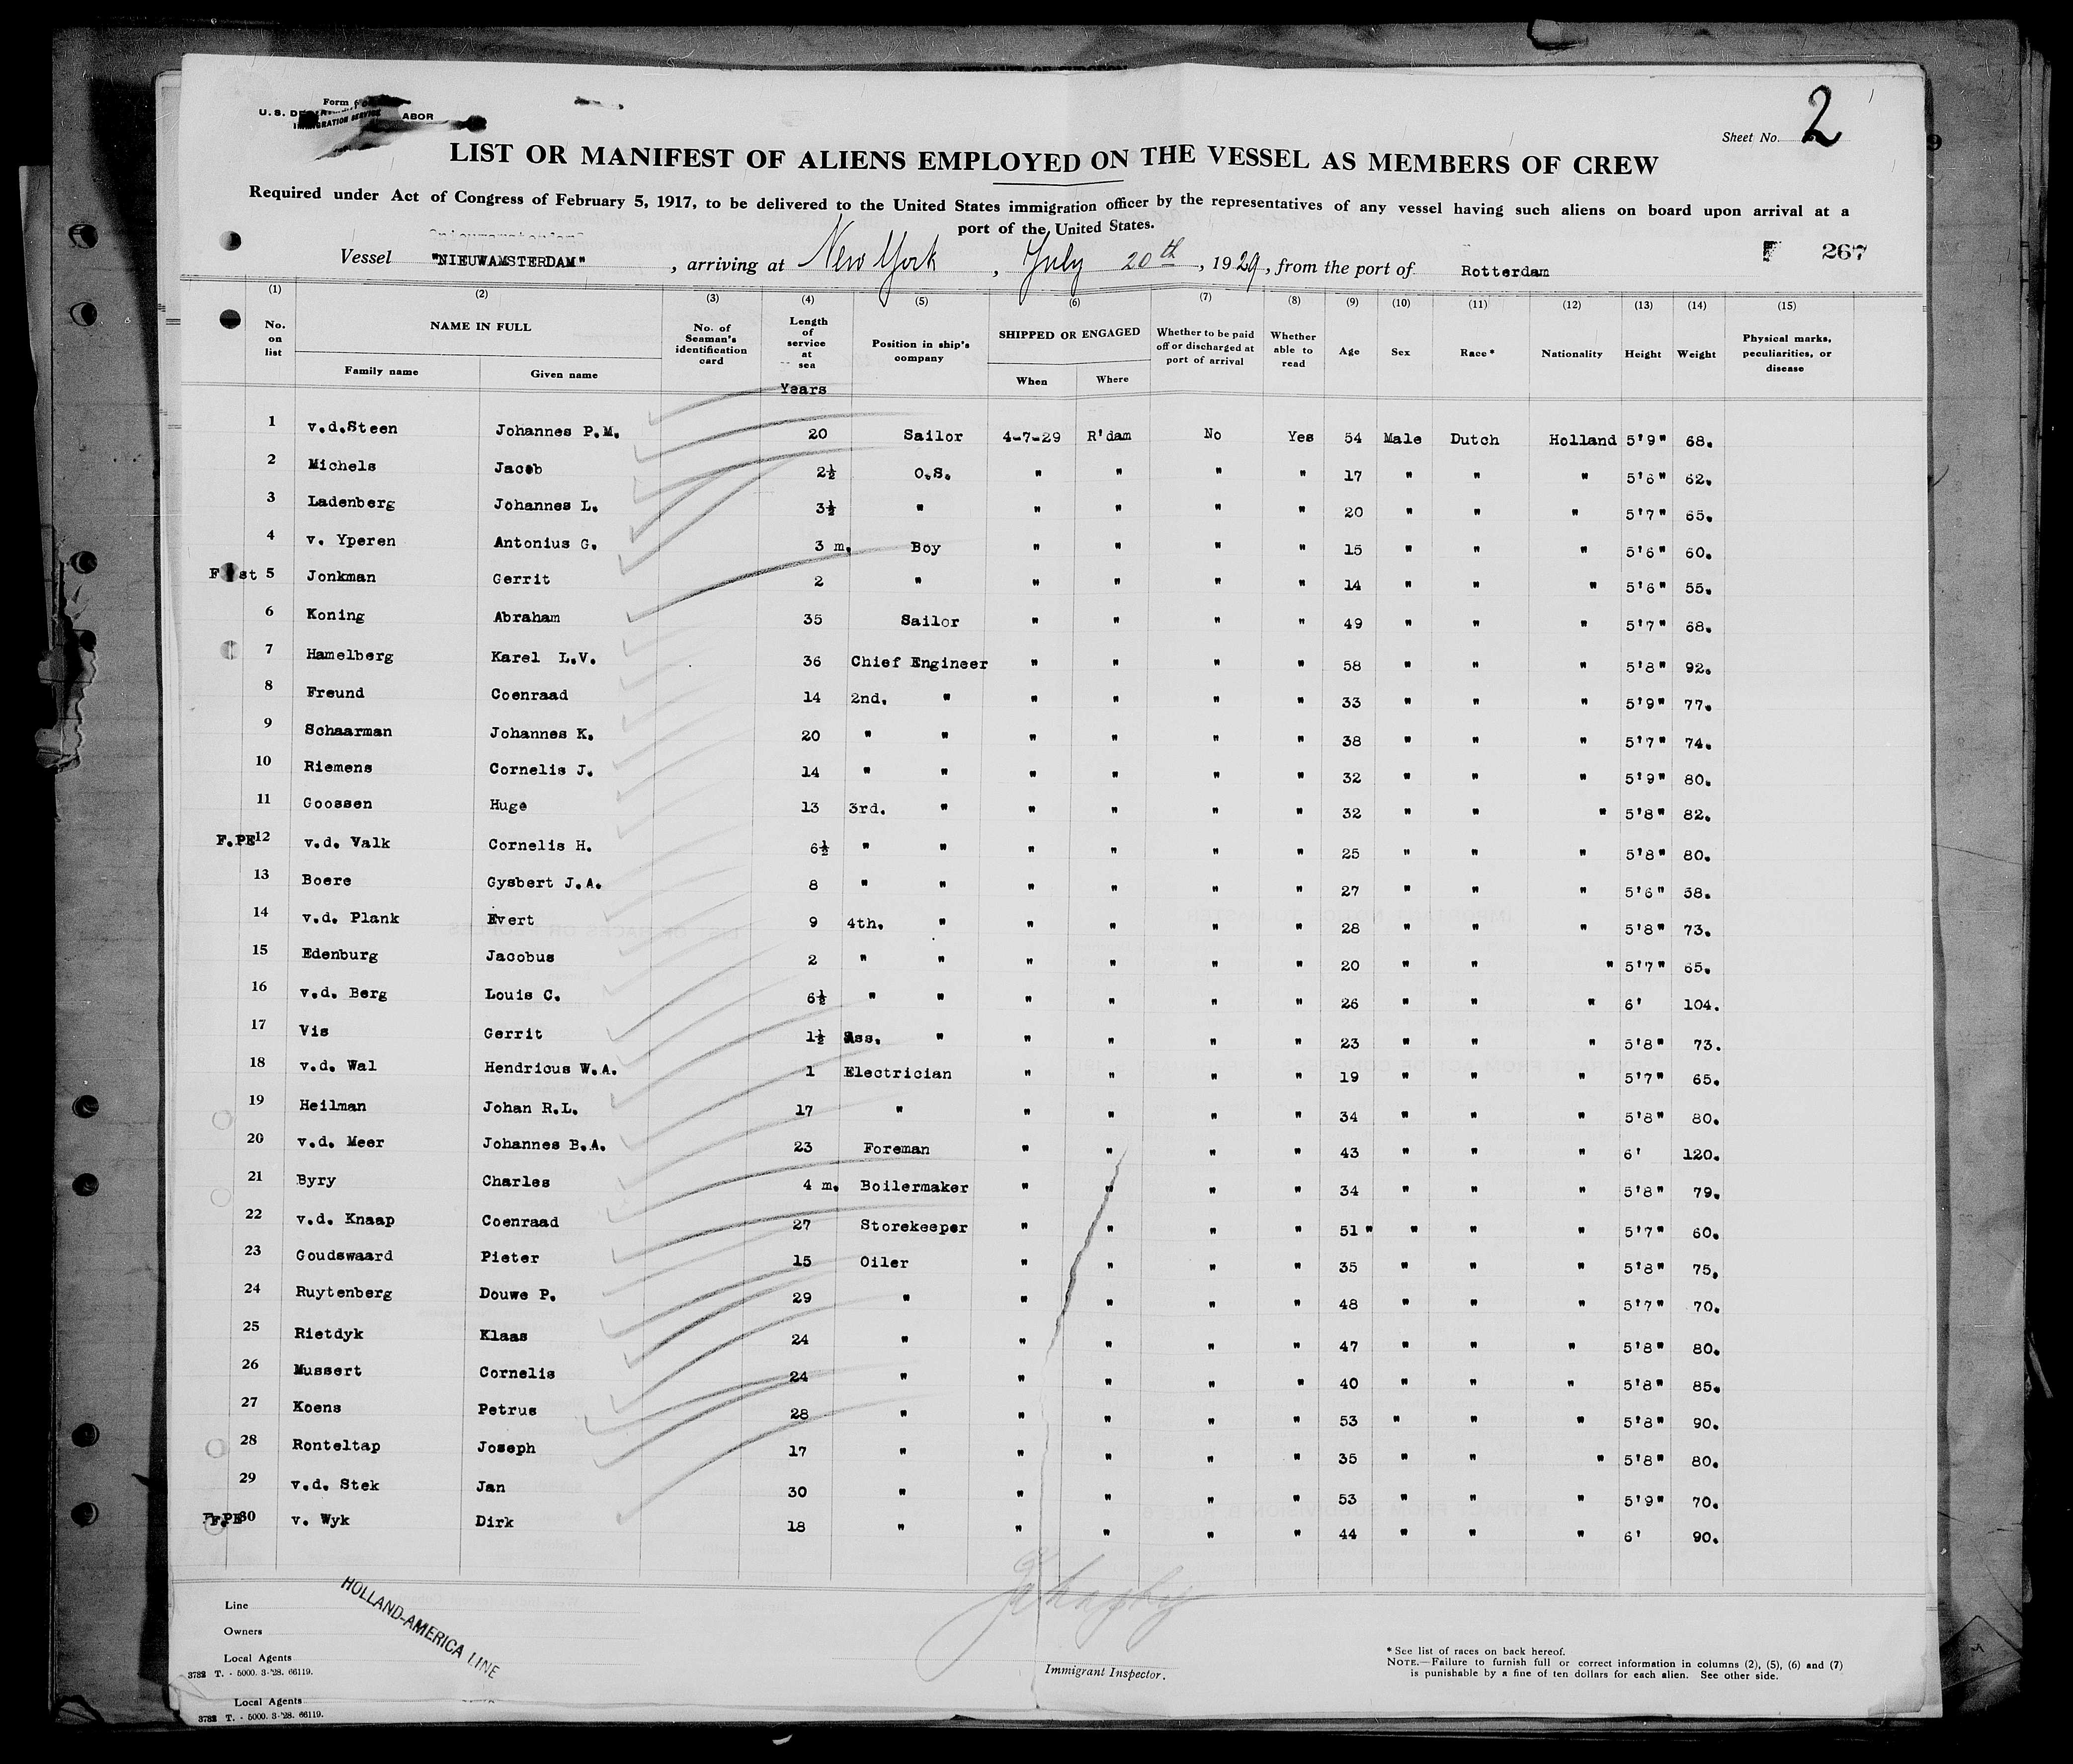 Form
U. S. DE ABOR
IMMIGRATION SERVICE
Sheet No. 2
LIST OR MANIFEST OF ALIENS EMPLOYED ON THE VESSEL AS MEMBERS OF CREW
Required under Act of Congress of February 5, 1917, to be delivered to the United States immigration officer by the representatives of any vessel having such aliens on board upon arrival at a
port of the United States.
267
Vessel "NIEUWAMSTERDAM" , arriving at New York , July 20th , 1929, from the port of Rotterdam
(1) (2) (3) (4) (5) (6) (7) (8) (9) (10) (11) (12) (13) (14) (15)
No. on list NAME IN FULL Family name Given name No. of Seaman's identification card Length of service at sea Years Position in ship's company SHIPPED OR ENGAGED When Where Whether to be paid off or discharged at port of arrival Whether able to read Age Sex Race* Nationality Height Weight Physical marks, peculiarities, or disease
1 v.d.Steen Johannes P.M. 20 Sailor 4-7-29 R'dam No Yes 54 Male Dutch Holland 5'9" 68.
2 Michels Jacob 2½ O.S. " " " " 17 " " " 5'6" 62.
3 Ladenberg Johannes L. 3½ " " " " " 20 " " " 5'7" 65.
4 v. Yperen Antonius G. 3 m. Boy " " " " 15 " " " 5'6" 60.
F st 5 Jonkman Gerrit 2 " " " " " 14 " " " 5'6" 55.
6 Koning Abraham 35 Sailor " " " " 49 " " " 5'7" 68.
7 Hamelberg Karel L.V. 36 Chief Engineer " " " " 58 " " " 5'8" 92.
8 Freund Coenraad 14 2nd. " " " " " 33 " " " 5'9" 77.
9 Schaarman Johannes K. 20 " " " " " " 38 " " " 5'7" 74.
10 Riemens Cornelis J. 14 " " " " " " 32 " " " 5'9" 80.
11 Goossen Huge 13 3rd. " " " " " 32 " " " 5'8" 82.
F.PE 12 v.d. Valk Cornelis H. 6½ " " " " " " 25 " " " 5'8" 80.
13 Boere Gysbert J.A. 8 " " " " " " 27 " " " 5'6" 58.
14 v.d. Plank Evert 9 4th. " " " " " 28 " " " 5'8" 73.
15 Edenburg Jacobus 2 " " " " " " 20 " " " 5'7" 65.
16 v.d. Berg Louis C. 6½ " " " " " " 26 " " " 6' 104.
17 Vis Gerrit 1½ Ass. " " " " " 23 " " " 5'8" 73.
18 v.d. Wal Hendricus W.A. 1 Electrician " " " " 19 " " " 5'7" 65.
19 Heilman Johan R.L. 17 " " " " " 34 " " " 5'8" 80.
20 v.d. Meer Johannes B.A. 23 Foreman " " " " 43 " " " 6' 120.
21 Byry Charles 4 m. Boilermaker " " " " 34 " " " 5'8" 79.
22 v.d. Knaap Coenraad 27 Storekeeper " " " " 51 " " " " 5'7" 60.
23 Goudswaard Pieter 15 Oiler " " " " 35 " " " 5'8" 75.
24 Ruytenberg Douwe P. 29 " " " " " 48 " " " 5'7" 70.
25 Rietdyk Klaas 24 " " " " " 47 " " " 5'8" 80.
26 Mussert Cornelis 24 " " " " " 40 " " " 5'8" 85.
27 Koens Petrus 28 " " " " " 53 " " " 5'8" 90.
28 Ronteltap Joseph 17 " " " " " 35 " " " 5'8" 80.
29 v.d. Stek Jan 30 " " " " " 53 " " " 5'9" 70.
F.PE 30 v. Wyk Dirk 18 " " " " " 44 " " " 6' 90.
Line HOLLAND-AMERICA LINE
Owners
Local Agents
3782 T. - 5000. 3-'28. 66119.
Local Agents
3782 T. - 5000. 3-'28. 66119.
Immigrant Inspector.
* See list of races on back hereof.
NOTE.—Failure to furnish full or correct information in columns (2), (5), (6) and (7)
is punishable by a fine of ten dollars for each alien. See other side.